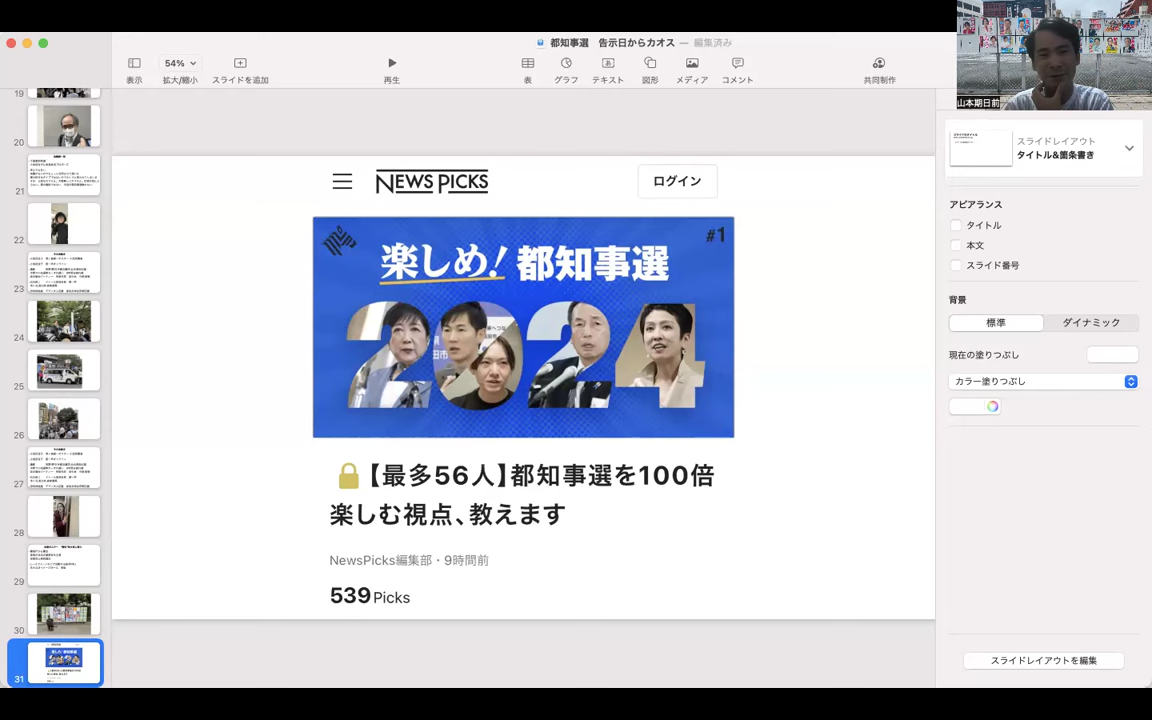 都知事選 告示日からカオス — 編集済み
54%
表示
拡大/縮小
スライドを追加
再生
表
グラフ
テキスト
図形
メディア
コメント
共同制作
山本期日前
19
20
21
22
23
24
25
26
27
28
29
30
31
NEWS PICKS
ログイン
#1
楽しめ!都知事選
2024
【最多56人】都知事選を100倍
楽しむ視点、教えます
NewsPicks編集部・9時間前
539 Picks
スライドレイアウト
タイトル&箇条書き
アピアランス
タイトル
本文
スライド番号
背景
標準
ダイナミック
現在の塗りつぶし
カラー塗りつぶし
スライドレイアウトを編集